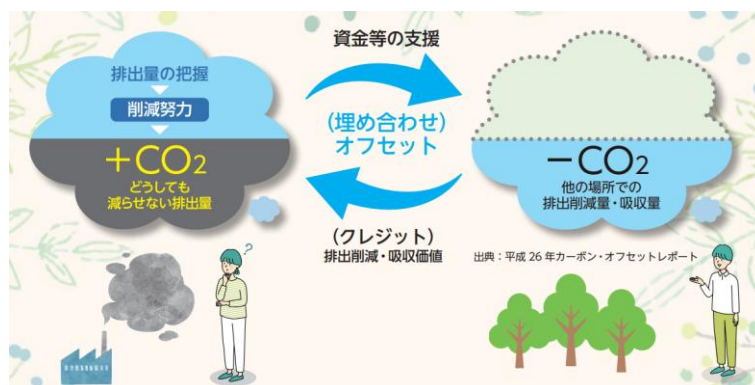 排出量の把握
削減努力
+CO2
どうしても
減らせない排出量
資金等の支援
(埋め合わせ)
オフセット
(クレジット)
排出削減・吸収価値
－CO2
他の場所での
排出削減量・吸収量
出典：平成26年カーボン・オフセットレポート
?